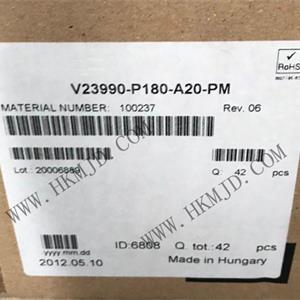 RoHS
V23990-P180-A20-PM
MATERIAL NUMBER: 100237 Rev. 06
Lot.: 20006889 Q: 42 pcs
WWW.HKMJD.COM
WWW.HKMJD.COM
ID:6808 Q. tot.:42 pcs
yyyy.mm.dd
2012.05.10 Made in Hungary